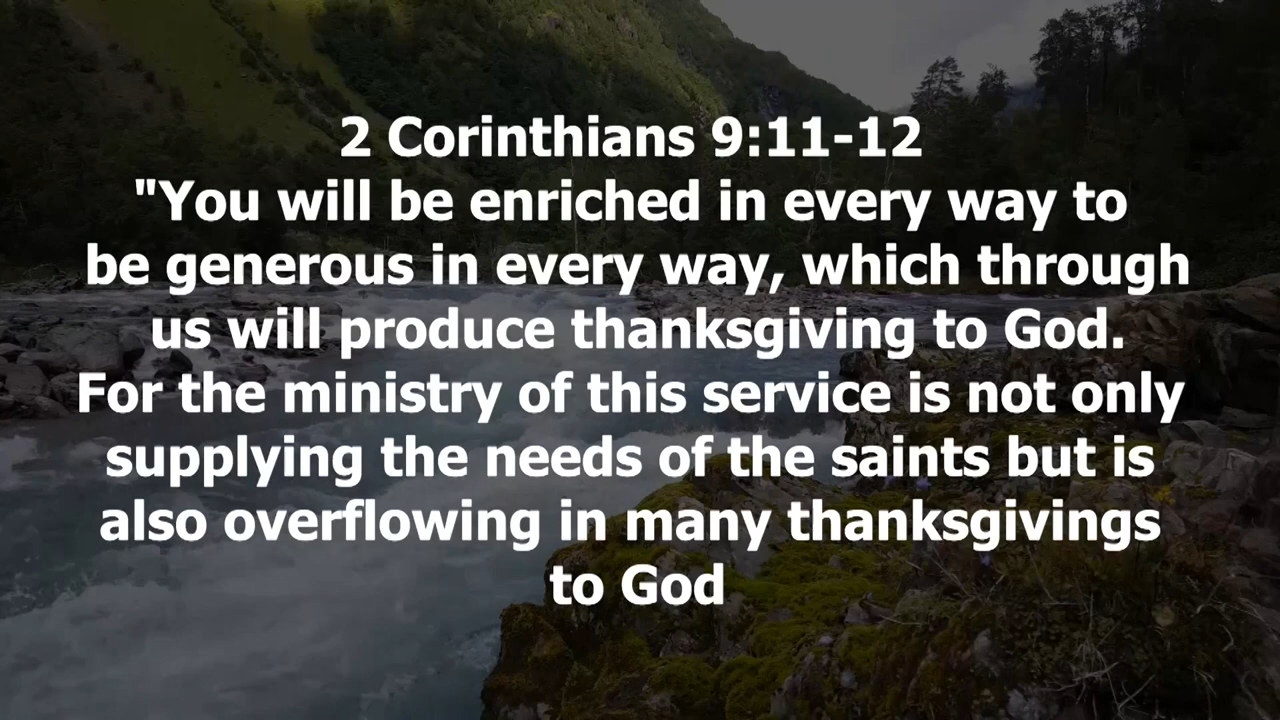 2 Corinthians 9:11-12
"You will be enriched in every way to
be generous in every way, which through
us will produce thanksgiving to God.
For the ministry of this service is not only
supplying the needs of the saints but is
also overflowing in many thanksgivings
to God